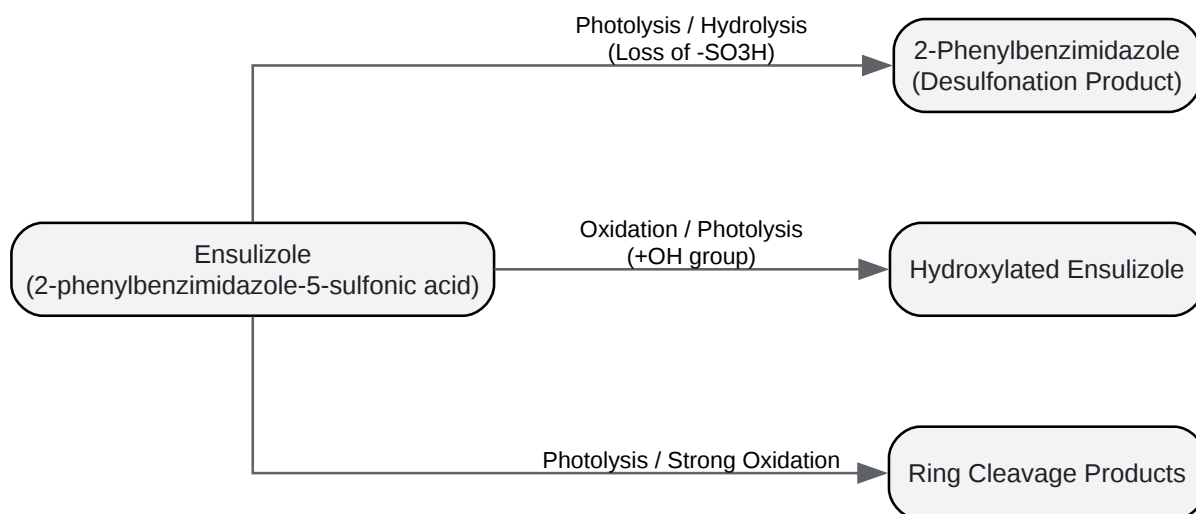 Photolysis / Hydrolysis
(Loss of -SO3H)
2-Phenylbenzimidazole
(Desulfonation Product)
Ensulizole
(2-phenylbenzimidazole-5-sulfonic acid)
Oxidation / Photolysis
(+OH group)
Hydroxylated Ensulizole
Photolysis / Strong Oxidation
Ring Cleavage Products